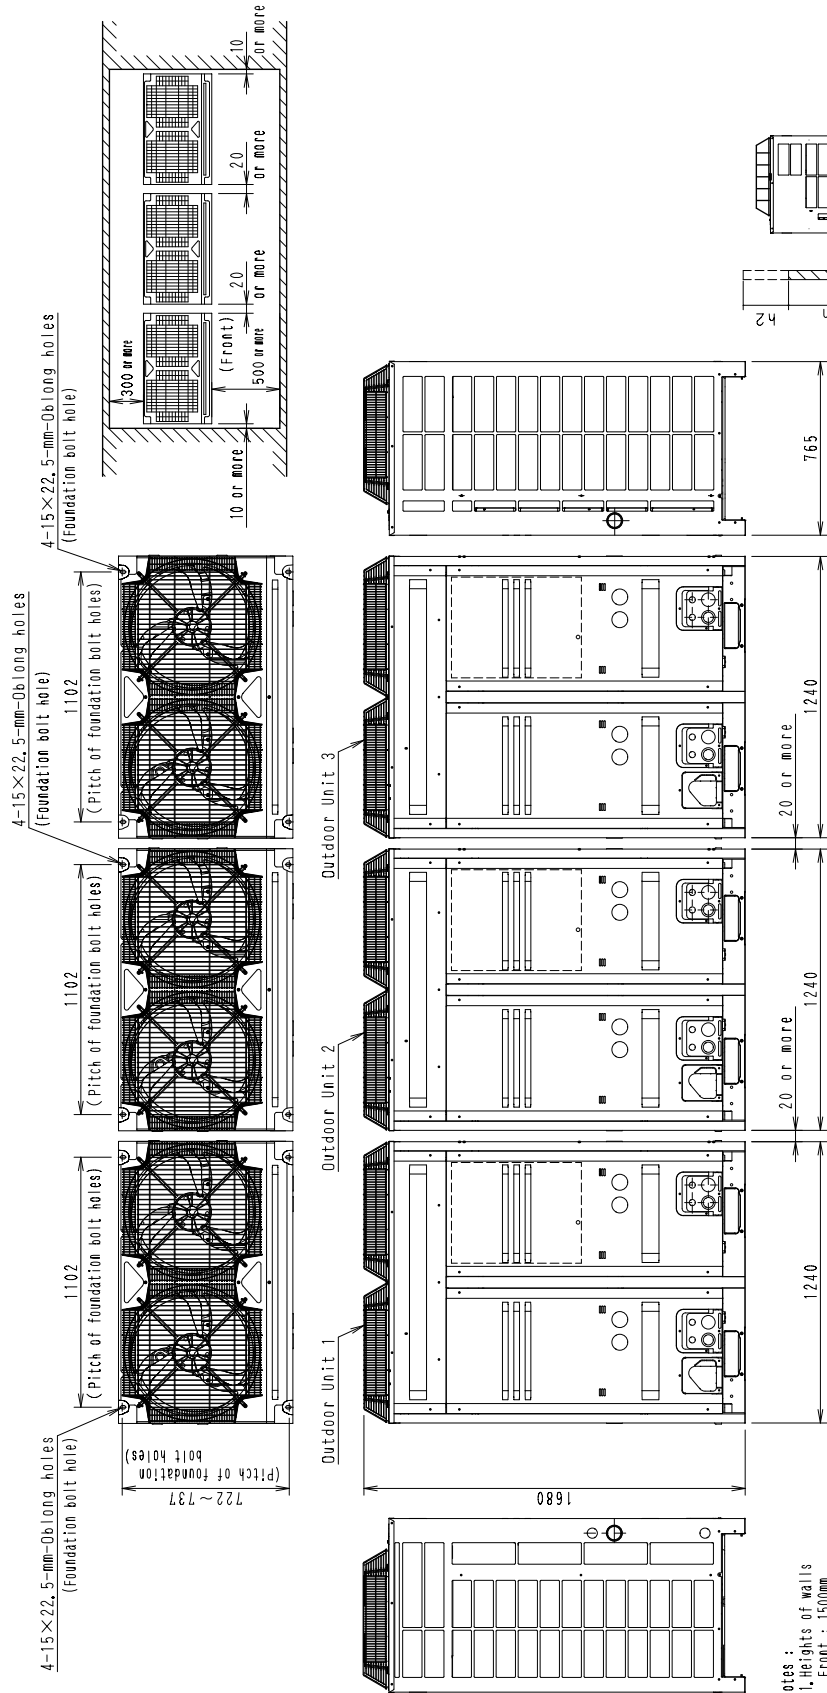 4-15×22.5-mm-Oblong holes
(Foundation bolt hole)
4-15×22.5-mm-Oblong holes
(Foundation bolt hole)
4-15×22.5-mm-Oblong holes
(Foundation bolt hole)
1102
(Pitch of foundation bolt holes)
1102
(Pitch of foundation bolt holes)
1102
(Pitch of foundation bolt holes)
722~737
(Pitch of foundation
bolt holes)
300 or more
(Front)
500 or more
10 or more
20
or more
20
or more
10
or more
Outdoor Unit 1
Outdoor Unit 2
Outdoor Unit 3
1680
1240
20 or more
1240
20 or more
1240
765
h2
otes :
1. Heights of walls
Front : 1500mm